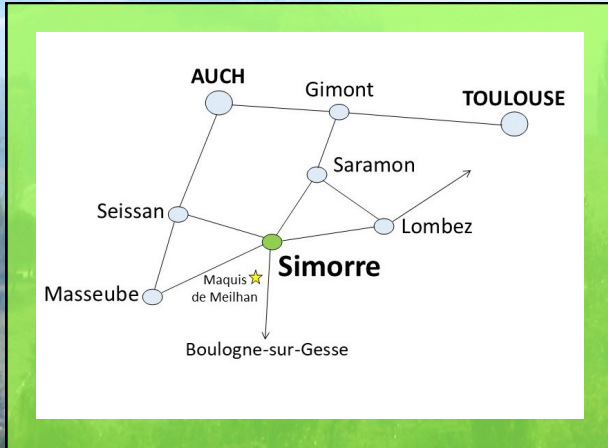 AUCH
Gimont
TOULOUSE
Saramon
Seissan
Lombez
Simorre
Maquis
de Meilhan
Masseube
Boulogne-sur-Gesse